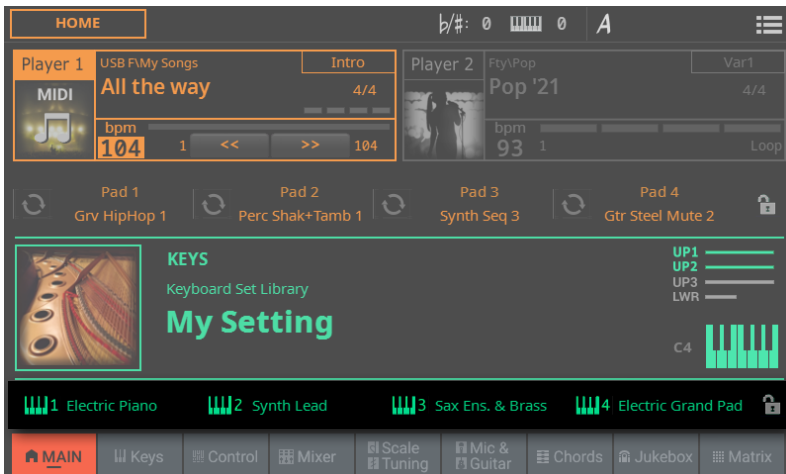 HOME
♭/#: 0 0 A
Player 1
USB F\My Songs
Intro
MIDI
All the way
4/4
bpm
104 1 << >> 104
Player 2
Fty\Pop
Var1
Pop '21
4/4
bpm
93 1 Loop
Pad 1
Grv HipHop 1
Pad 2
Perc Shak+Tamb 1
Pad 3
Synth Seq 3
Pad 4
Gtr Steel Mute 2
KEYS
Keyboard Set Library
My Setting
UP1
UP2
UP3
LWR
C4
1 Electric Piano 2 Synth Lead 3 Sax Ens. & Brass 4 Electric Grand Pad
MAIN
Keys
Control
Mixer
Scale
Tuning
Mic &
Guitar
Chords
Jukebox
Matrix